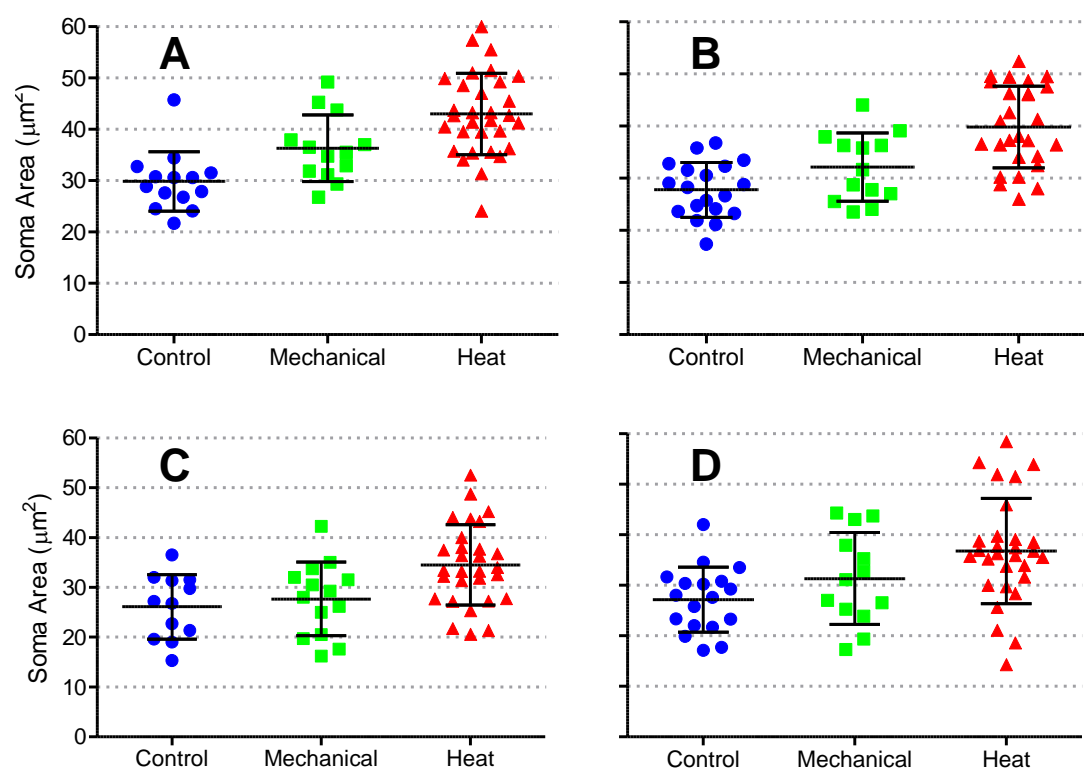 A
B
Soma Area (μm²)
60
50
40
30
20
10
0
Control Mechanical Heat
Control Mechanical Heat
C
D
Soma Area (μm²)
60
50
40
30
20
10
0
Control Mechanical Heat
Control Mechanical Heat